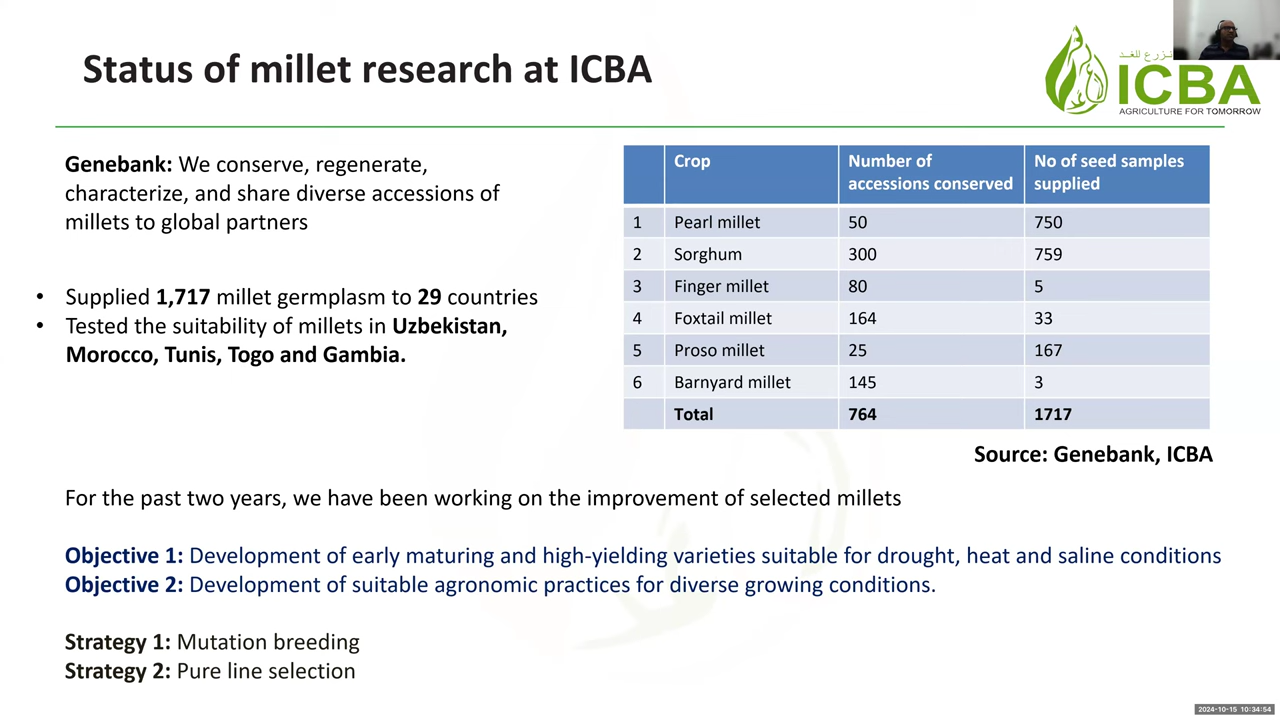 Status of millet research at ICBA
نزرع للغد
ICBA
AGRICULTURE FOR TOMORROW
Genebank: We conserve, regenerate,
characterize, and share diverse accessions of
millets to global partners
• Supplied 1,717 millet germplasm to 29 countries
• Tested the suitability of millets in Uzbekistan,
Morocco, Tunis, Togo and Gambia.
Crop Number of accessions conserved No of seed samples supplied
1 Pearl millet 50 750
2 Sorghum 300 759
3 Finger millet 80 5
4 Foxtail millet 164 33
5 Proso millet 25 167
6 Barnyard millet 145 3
Total 764 1717
Source: Genebank, ICBA
For the past two years, we have been working on the improvement of selected millets
Objective 1: Development of early maturing and high-yielding varieties suitable for drought, heat and saline conditions
Objective 2: Development of suitable agronomic practices for diverse growing conditions.
Strategy 1: Mutation breeding
Strategy 2: Pure line selection
2024-10-15 10:34:54